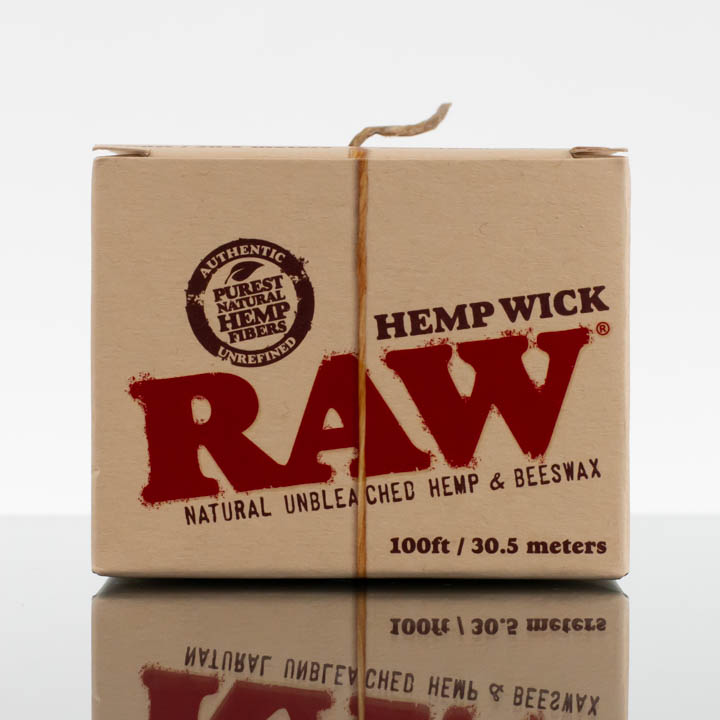 AUTHENTIC
PUREST
NATURAL
HEMP
FIBERS
UNREFINED
HEMP WICK
RAW®
NATURAL UNBLEACHED HEMP & BEESWAX
100ft / 30.5 meters